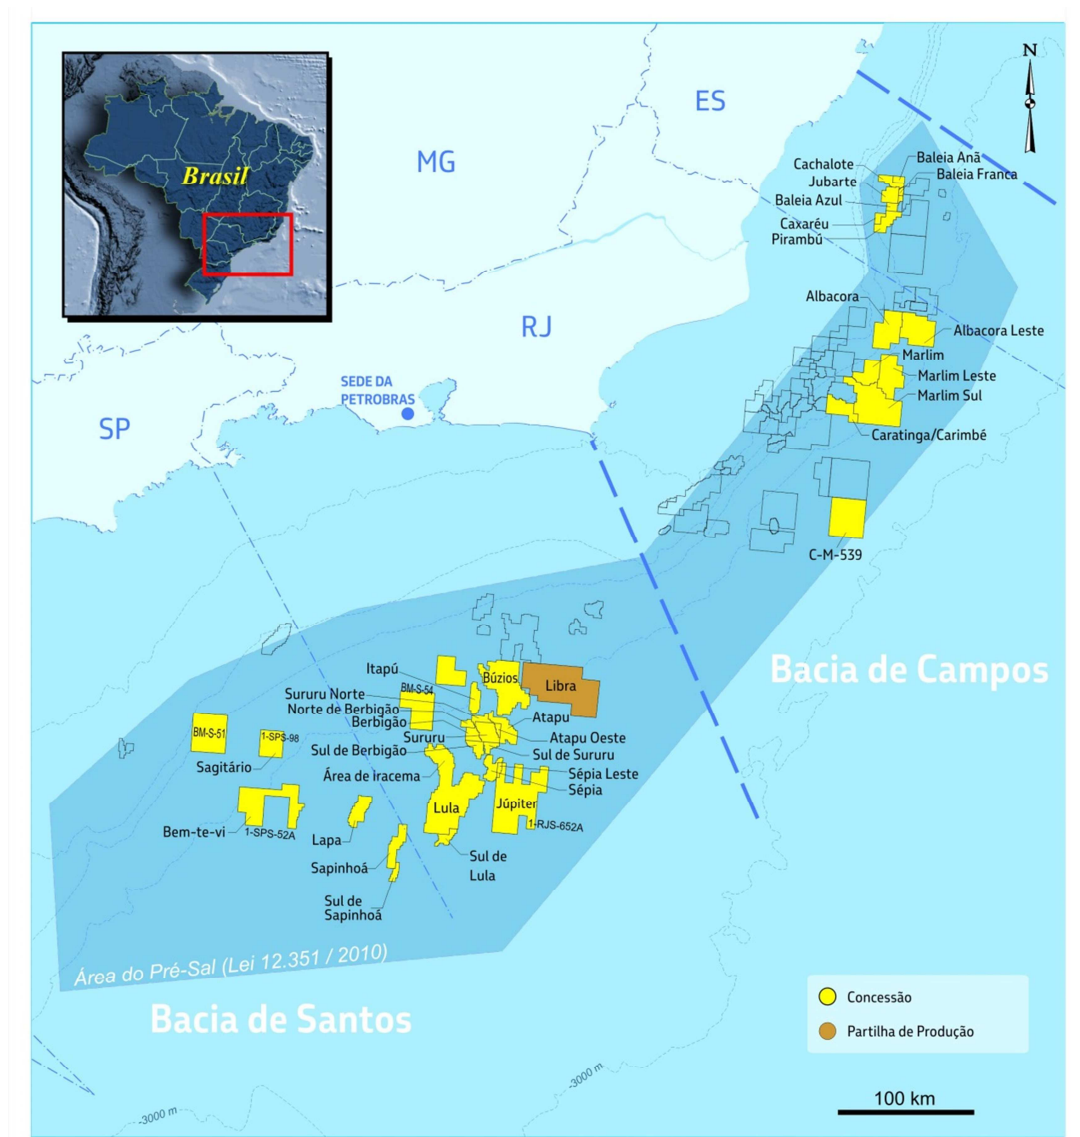 N
ES
MG
Brasil
RJ
SP
SEDE DA
PETROBRAS
Cachalote
Baleia Anã
Jubarte
Baleia Franca
Baleia Azul
Caxaréu
Pirambú
Albacora
Albacora Leste
Marlim
Marlim Leste
Marlim Sul
Caratinga/Carimbé
C-M-539
Bacia de Campos
Itapú
Búzios
Libra
BM-S-54
Sururu Norte
Norte de Berbigão
Berbigão
Atapu
Sururu
Atapu Oeste
Sul de Berbigão
Sul de Sururu
BM-S-51
1-SPS-98
Sagitário
Área de iracema
Sépia Leste
Sépia
Lula
Júpiter
1-RJS-652A
Bem-te-vi
1-SPS-52A
Lapa
Sapinhoá
Sul de
Lula
Sul de
Sapinhoá
Área do Pré-Sal (Lei 12.351 / 2010)
Bacia de Santos
Concessão
Partilha de Produção
-3000 m
-3000 m
100 km